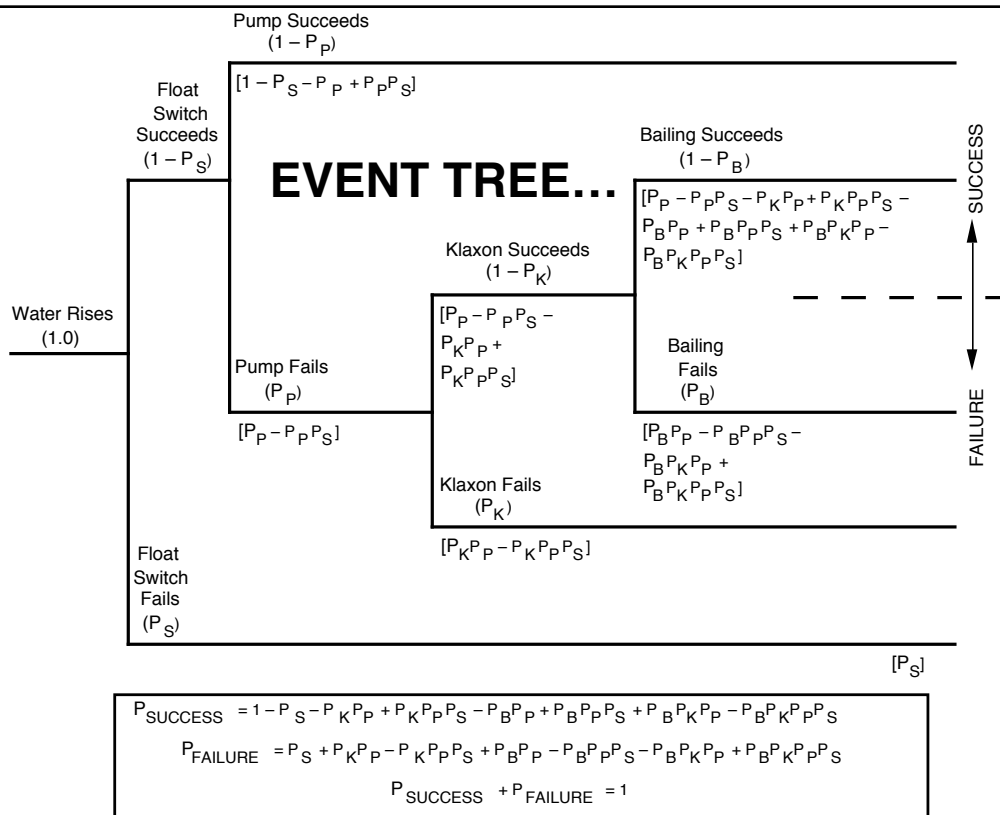 Pump Succeeds
(1 – P_P)
[1 – P_S – P_P + P_P P_S]
Float
Switch
Succeeds
(1 – P_S)
EVENT TREE...
Bailing Succeeds
(1 – P_B)
[P_P – P_P P_S – P_K P_P + P_K P_P P_S –
P_B P_P + P_B P_P P_S + P_B P_K P_P –
P_B P_K P_P P_S]
SUCCESS
Klaxon Succeeds
(1 – P_K)
[P_P – P_P P_S –
P_K P_P +
P_K P_P P_S]
Water Rises
(1.0)
Bailing
Fails
(P_B)
[P_B P_P – P_B P_P P_S –
P_B P_K P_P +
P_B P_K P_P P_S]
FAILURE
Pump Fails
(P_P)
[P_P – P_P P_S]
Klaxon Fails
(P_K)
[P_K P_P – P_K P_P P_S]
Float
Switch
Fails
(P_S)
[P_S]
P_SUCCESS = 1 – P_S – P_K P_P + P_K P_P P_S – P_B P_P + P_B P_P P_S + P_B P_K P_P – P_B P_K P_P P_S
P_FAILURE = P_S + P_K P_P – P_K P_P P_S + P_B P_P – P_B P_P P_S – P_B P_K P_P + P_B P_K P_P P_S
P_SUCCESS + P_FAILURE = 1